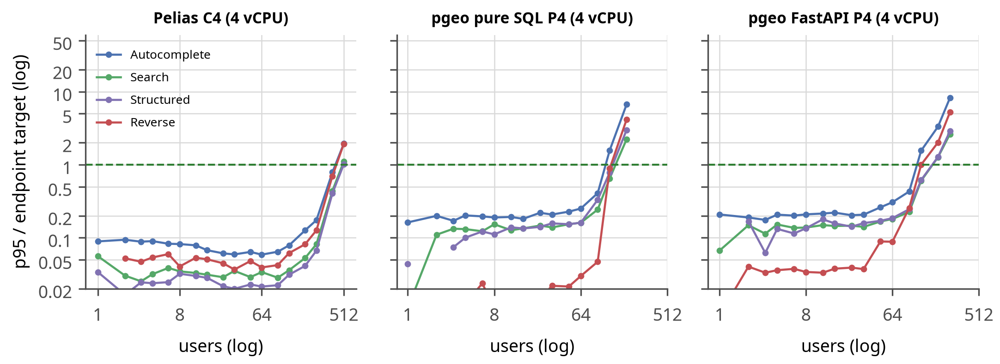 Pelias C4 (4 vCPU)
pgeo pure SQL P4 (4 vCPU)
pgeo FastAPI P4 (4 vCPU)
p95 / endpoint target (log)
50
20
10
5
2
1
0.5
0.2
0.1
0.05
0.02
Autocomplete
Search
Structured
Reverse
1 8 64 512
1 8 64 512
1 8 64 512
users (log)
users (log)
users (log)